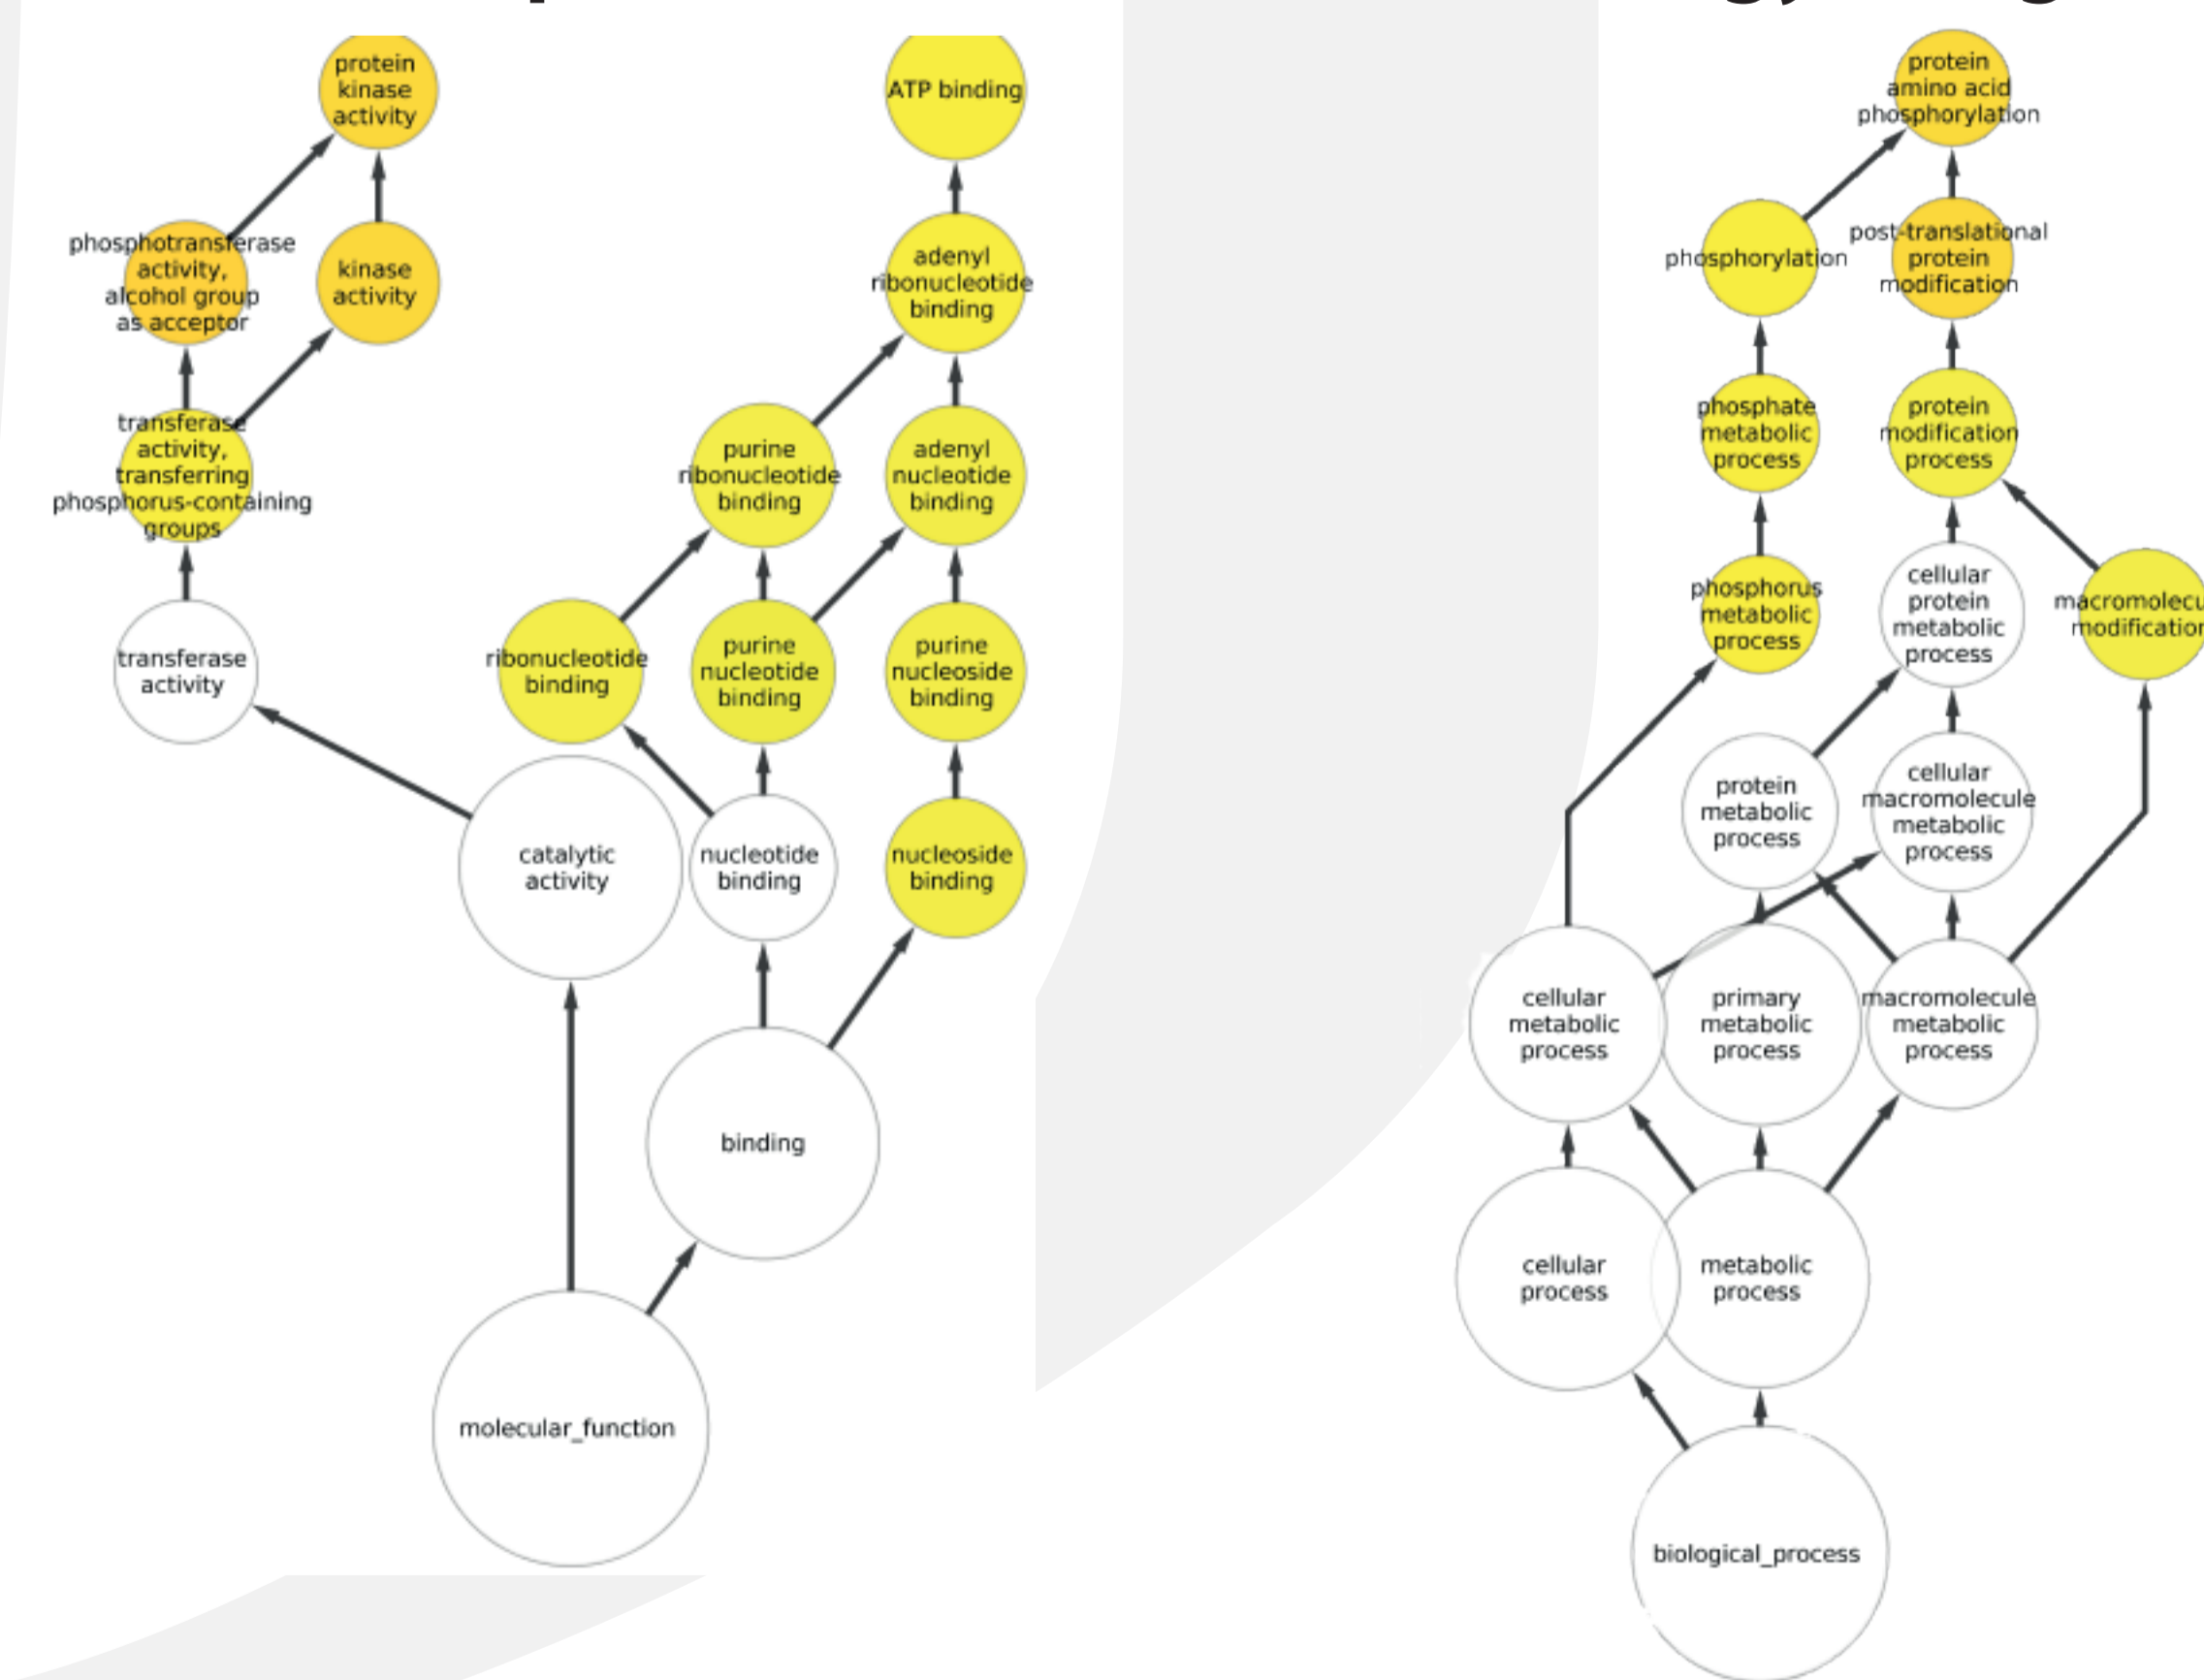 protein
kinase
activity
ATP binding
phosphotransferase
activity,
alcohol group
as acceptor
kinase
activity
adenyl
ribonucleotide
binding
transferase
activity,
transferring
phosphorus-containing
groups
purine
ribonucleotide
binding
adenyl
nucleotide
binding
transferase
activity
ribonucleotide
binding
purine
nucleotide
binding
purine
nucleoside
binding
catalytic
activity
nucleotide
binding
nucleoside
binding
binding
molecular_function
protein
amino acid
phosphorylation
phosphorylation
post-translational
protein
modification
phosphate
metabolic
process
protein
modification
process
phosphorus
metabolic
process
cellular
protein
metabolic
process
macromolecu
modification
protein
metabolic
process
cellular
macromolecule
metabolic
process
cellular
metabolic
process
primary
metabolic
process
macromolecule
metabolic
process
cellular
process
metabolic
process
biological_process